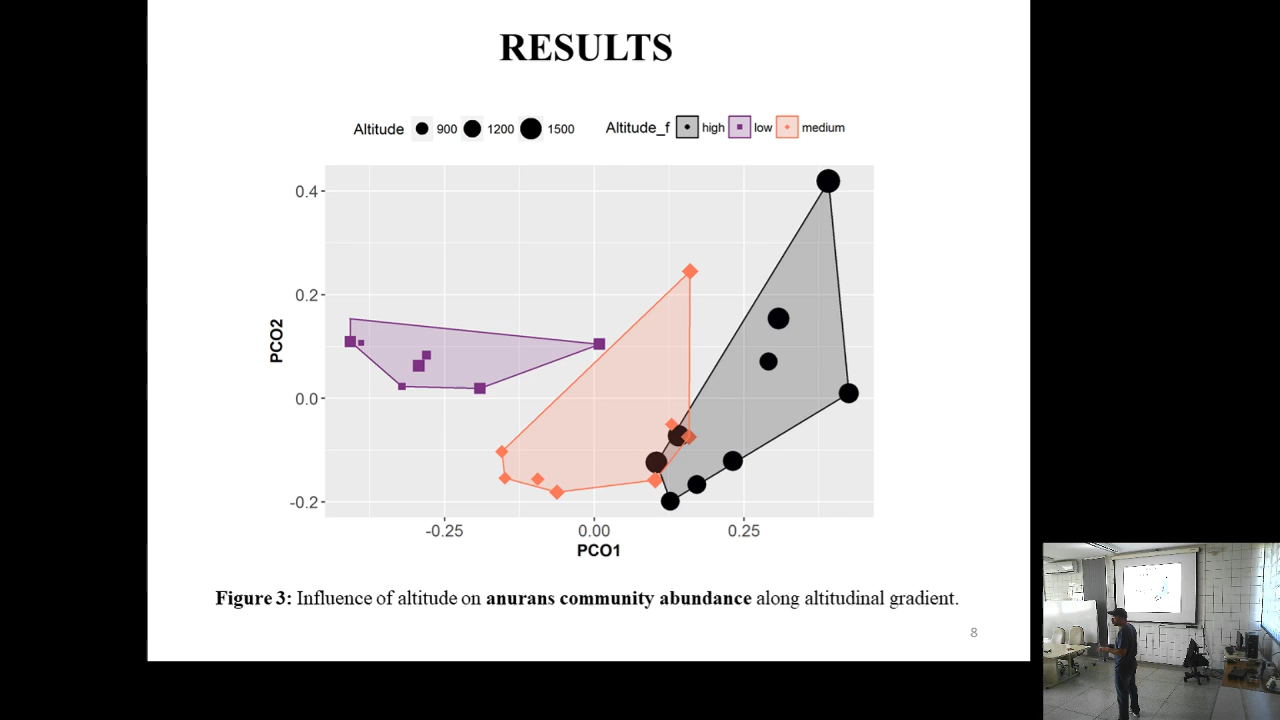 RESULTS
Altitude 900 1200 1500 Altitude_f high low medium
0.4
0.2
0.0
-0.2
PCO2
-0.25 0.00 0.25
PCO1
Figure 3: Influence of altitude on anurans community abundance along altitudinal gradient.
8